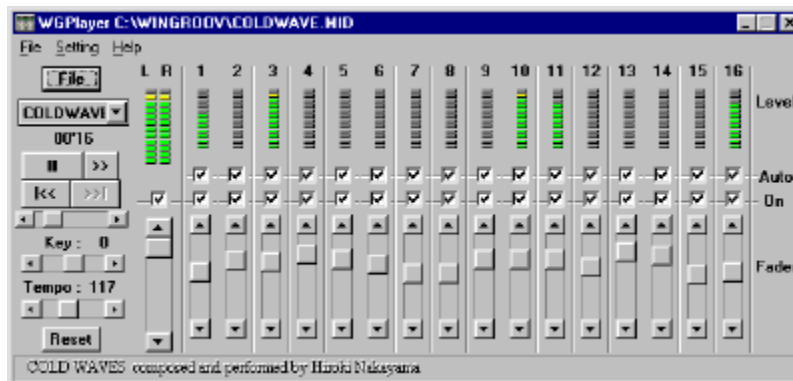 WGPlayer C:\WINGROOV\COLDWAVE.MID
File Setting Help
File
L R 1 2 3 4 5 6 7 8 9 10 11 12 13 14 15 16
Level
COLDWAVI
00'16
>>
Auto
|<< >>|
On
Key : 0
Fader
Tempo : 117
Reset
COLD WAVES composed and performed by Hiroki Nakayama